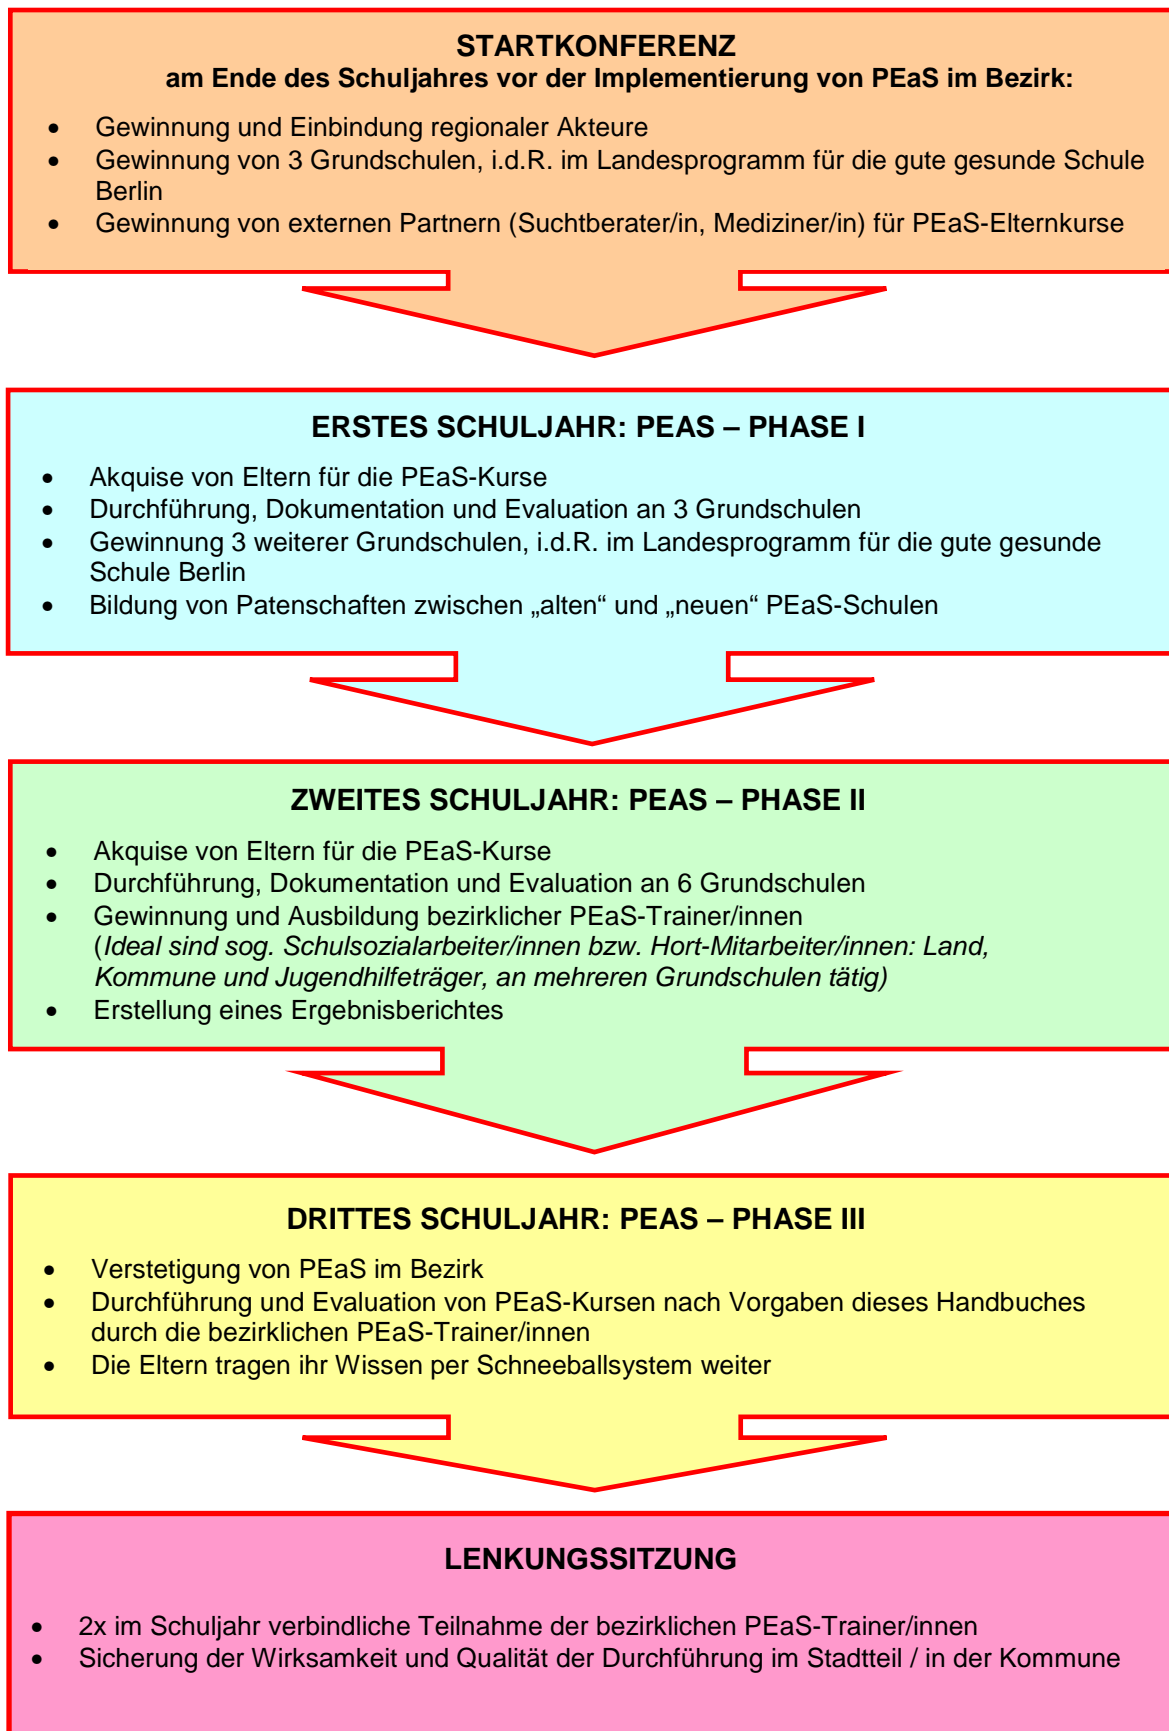 STARTKONFERENZ
am Ende des Schuljahres vor der Implementierung von PEaS im Bezirk:
• Gewinnung und Einbindung regionaler Akteure
• Gewinnung von 3 Grundschulen, i.d.R. im Landesprogramm für die gute gesunde Schule
Berlin
• Gewinnung von externen Partnern (Suchtberater/in, Mediziner/in) für PEaS-Elternkurse
ERSTES SCHULJAHR: PEAS – PHASE I
• Akquise von Eltern für die PEaS-Kurse
• Durchführung, Dokumentation und Evaluation an 3 Grundschulen
• Gewinnung 3 weiterer Grundschulen, i.d.R. im Landesprogramm für die gute gesunde
Schule Berlin
• Bildung von Patenschaften zwischen „alten“ und „neuen“ PEaS-Schulen
ZWEITES SCHULJAHR: PEAS – PHASE II
• Akquise von Eltern für die PEaS-Kurse
• Durchführung, Dokumentation und Evaluation an 6 Grundschulen
• Gewinnung und Ausbildung bezirklicher PEaS-Trainer/innen
(Ideal sind sog. Schulsozialarbeiter/innen bzw. Hort-Mitarbeiter/innen: Land,
Kommune und Jugendhilfeträger, an mehreren Grundschulen tätig)
• Erstellung eines Ergebnisberichtes
DRITTES SCHULJAHR: PEAS – PHASE III
• Verstetigung von PEaS im Bezirk
• Durchführung und Evaluation von PEaS-Kursen nach Vorgaben dieses Handbuches
durch die bezirklichen PEaS-Trainer/innen
• Die Eltern tragen ihr Wissen per Schneeballsystem weiter
LENKUNGSSITZUNG
• 2x im Schuljahr verbindliche Teilnahme der bezirklichen PEaS-Trainer/innen
• Sicherung der Wirksamkeit und Qualität der Durchführung im Stadtteil / in der Kommune